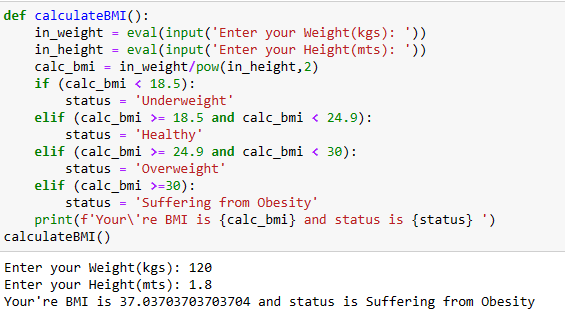 def calculateBMI():
    in_weight = eval(input('Enter your Weight(kgs): '))
    in_height = eval(input('Enter your Height(mts): '))
    calc_bmi = in_weight/pow(in_height,2)
    if (calc_bmi < 18.5):
        status = 'Underweight'
    elif (calc_bmi >= 18.5 and calc_bmi < 24.9):
        status = 'Healthy'
    elif (calc_bmi >= 24.9 and calc_bmi < 30):
        status = 'Overweight'
    elif (calc_bmi >=30):
        status = 'Suffering from Obesity'
    print(f'Your\'re BMI is {calc_bmi} and status is {status} ')
calculateBMI()
Enter your Weight(kgs): 120
Enter your Height(mts): 1.8
Your're BMI is 37.03703703703704 and status is Suffering from Obesity